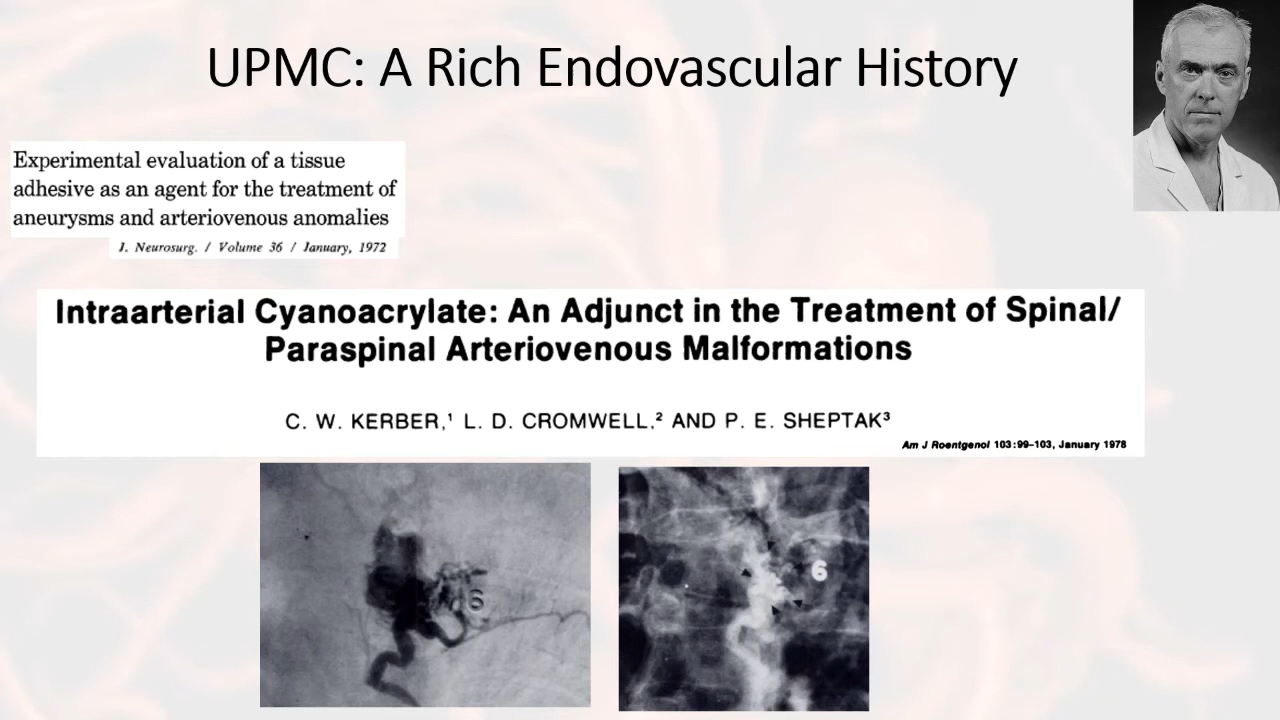 UPMC: A Rich Endovascular History
Experimental evaluation of a tissue
adhesive as an agent for the treatment of
aneurysms and arteriovenous anomalies
J. Neurosurg. / Volume 36 / January, 1972
Intraarterial Cyanoacrylate: An Adjunct in the Treatment of Spinal/
Paraspinal Arteriovenous Malformations
C. W. KERBER,¹ L. D. CROMWELL,² AND P. E. SHEPTAK³
Am J Roentgenol 103:99–103, January 1978
6
6